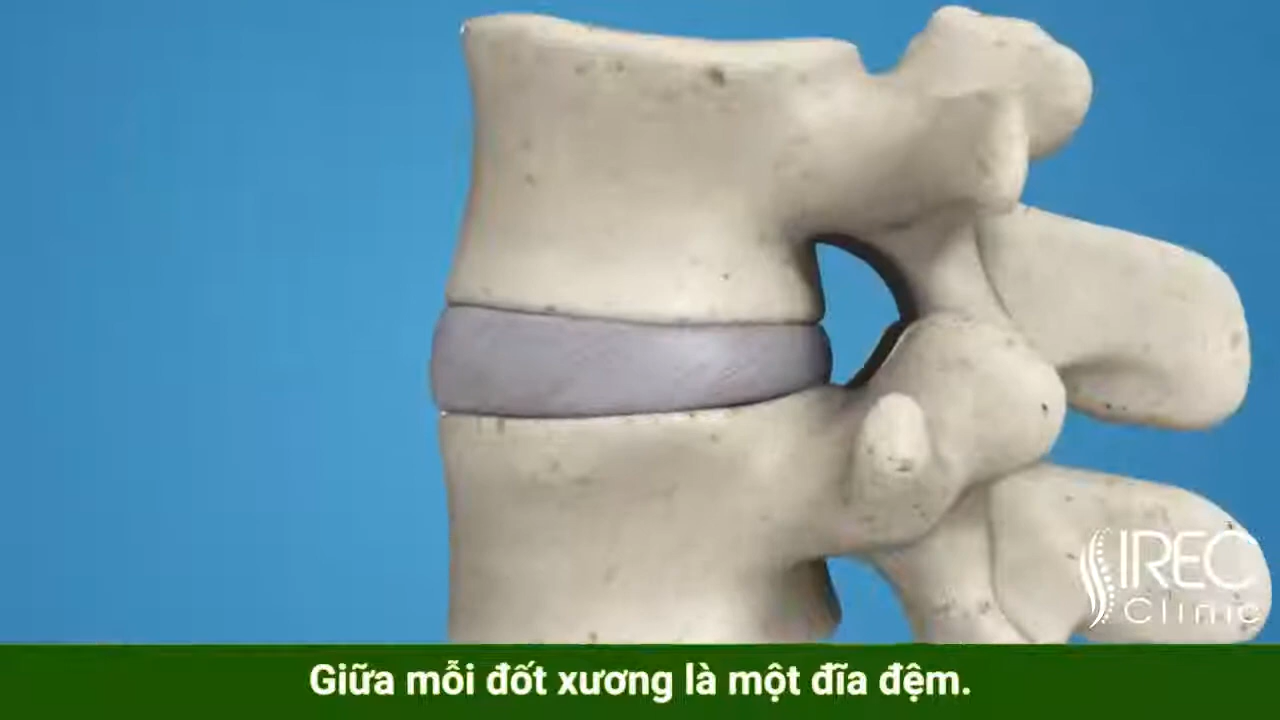 IREC
Clinic
Giữa mỗi đốt xương là một đĩa đệm.